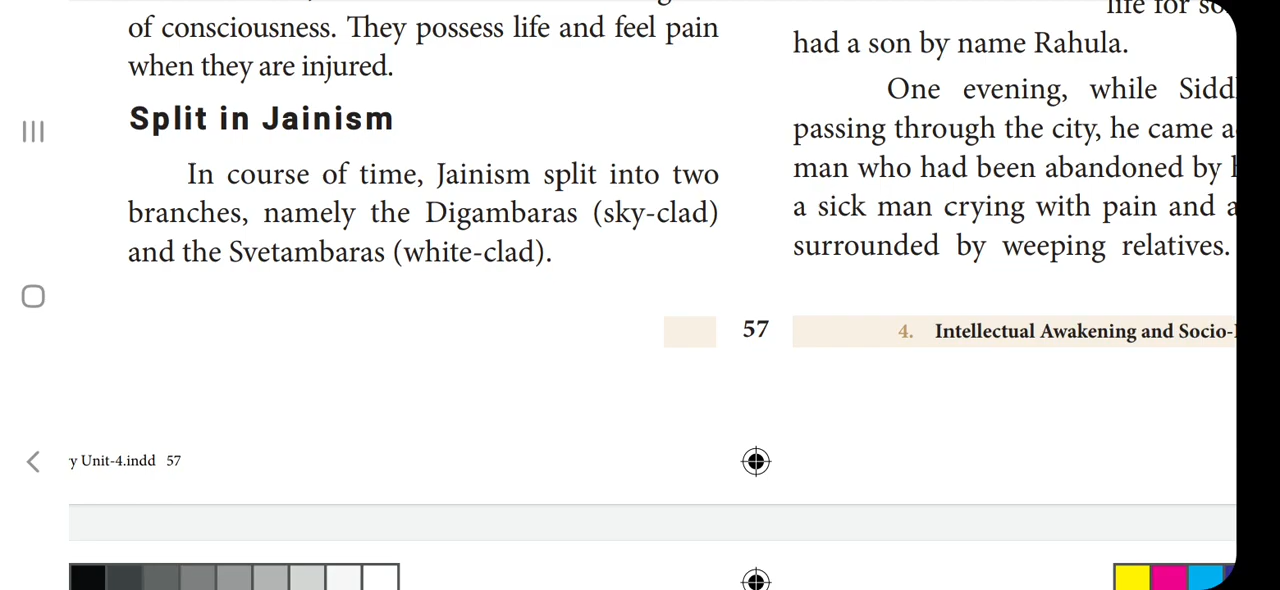 of consciousness. They possess life and feel pain
when they are injured.
Split in Jainism
In course of time, Jainism split into two
branches, namely the Digambaras (sky-clad)
and the Svetambaras (white-clad).
life for
had a son by name Rahula.
One evening, while
passing through the city, he came
man who had been abandoned by
a sick man crying with pain and
surrounded by weeping relatives.
57
4. Intellectual Awakening and
y Unit-4.indd 57